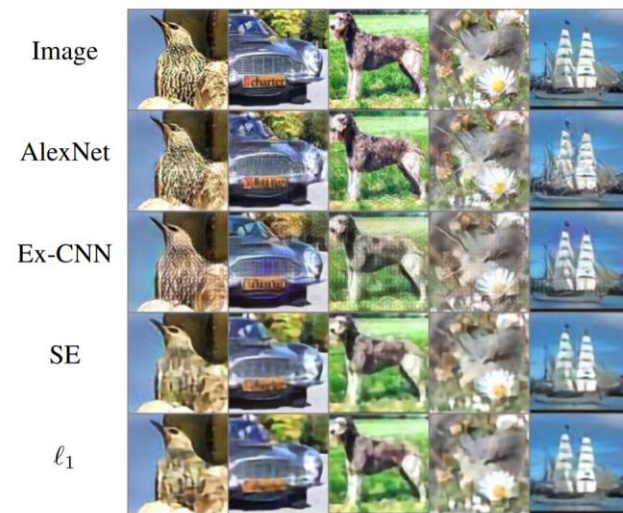 Image
charter
AlexNet
Ex-CNN
SE
ℓ₁